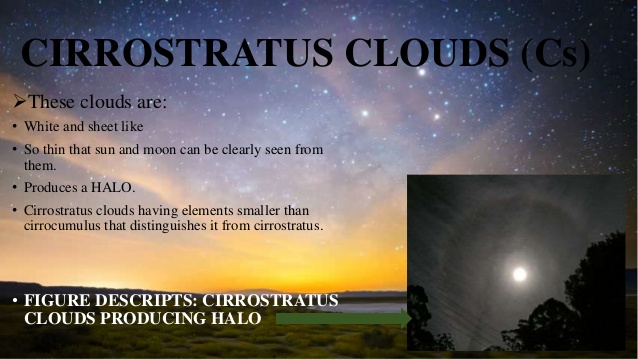 CIRROSTRATUS CLOUDS (Cs)
➢These clouds are:
• White and sheet like
• So thin that sun and moon can be clearly seen from
them.
• Produces a HALO.
• Cirrostratus clouds having elements smaller than
cirrocumulus that distinguishes it from cirrostratus.
• FIGURE DESCRIPTS: CIRROSTRATUS
CLOUDS PRODUCING HALO